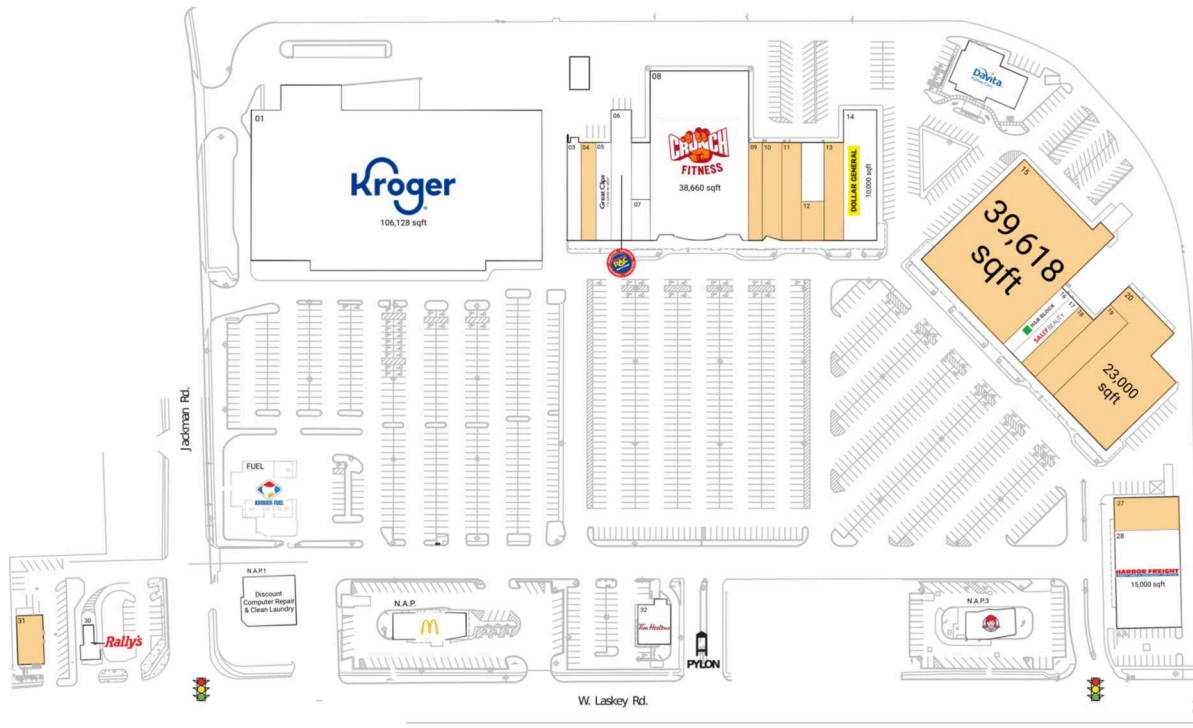 01
Kroger
106,128 sqft
03
04
05
Great Clips
06
07
08
CRUNCH
FITNESS
38,660 sqft
09
10
11
12
13
14
DOLLAR GENERAL
10,000 sqft
DaVita
15
39,618
sqft
16
H&R BLOCK
17
SALLY BEAUTY
18
19
20
23,000
sqft
Jackman Rd.
FUEL
KROGER FUEL
27
28
HARBOR FREIGHT
15,000 sqft
N.A.P.1
Discount
Computer Repair
& Clean Laundry
N.A.P.
32
Tim Hortons
PYLON
N.A.P.3
31
30
Rally's
W. Laskey Rd.